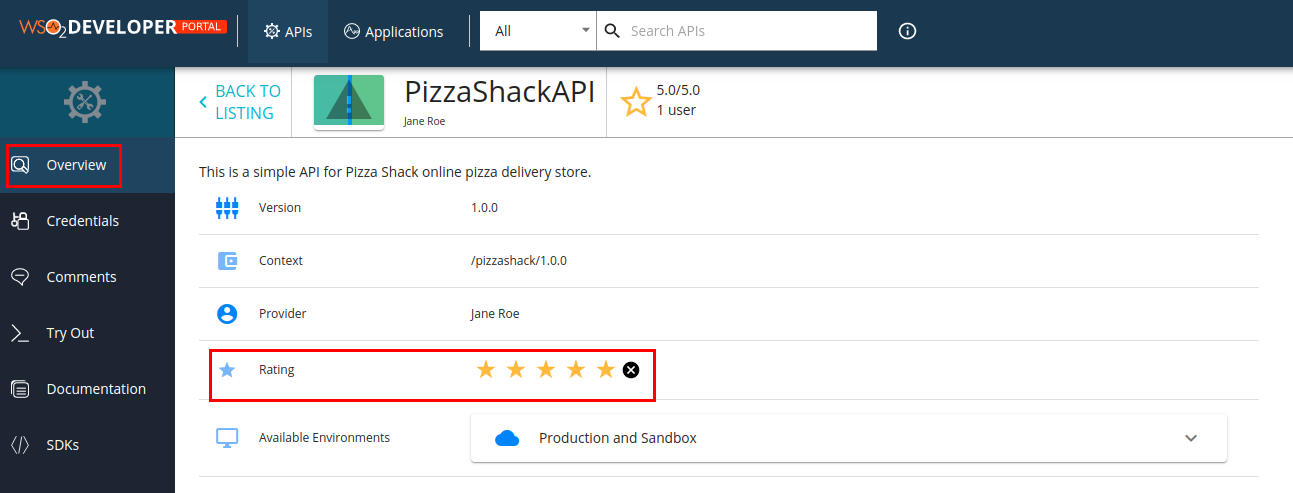 WSO2 DEVELOPER PORTAL
APIs
Applications
All
Search APIs
BACK TO
LISTING
PizzaShackAPI
Jane Roe
5.0/5.0
1 user
Overview
Credentials
Comments
Try Out
Documentation
SDKs
This is a simple API for Pizza Shack online pizza delivery store.
Version 1.0.0
Context /pizzashack/1.0.0
Provider Jane Roe
Rating
Available Environments Production and Sandbox